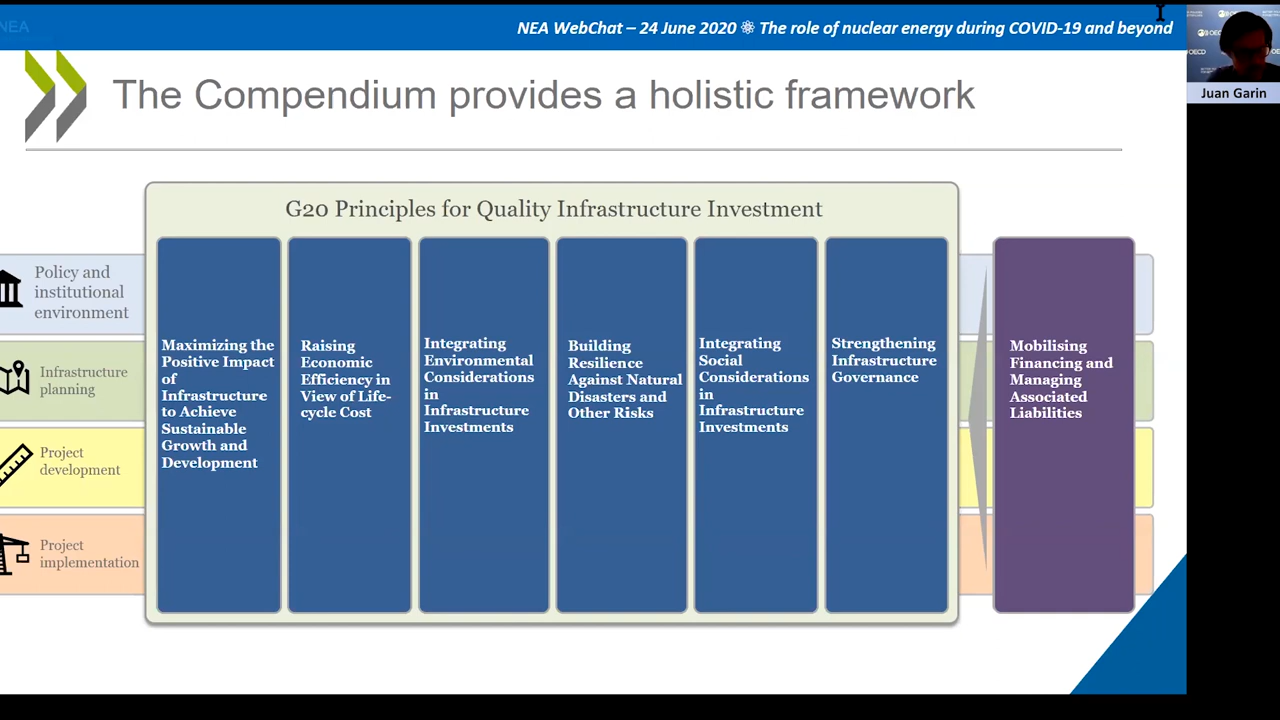 NEA
NEA WebChat – 24 June 2020 ⚛ The role of nuclear energy during COVID-19 and beyond
Juan Garin
The Compendium provides a holistic framework
G20 Principles for Quality Infrastructure Investment
Policy and
institutional
environment
Infrastructure
planning
Project
development
Project
implementation
Maximizing the
Positive Impact
of
Infrastructure
to Achieve
Sustainable
Growth and
Development
Raising
Economic
Efficiency in
View of Life-
cycle Cost
Integrating
Environmental
Considerations
in
Infrastructure
Investments
Building
Resilience
Against Natural
Disasters and
Other Risks
Integrating
Social
Considerations
in
Infrastructure
Investments
Strengthening
Infrastructure
Governance
Mobilising
Financing and
Managing
Associated
Liabilities